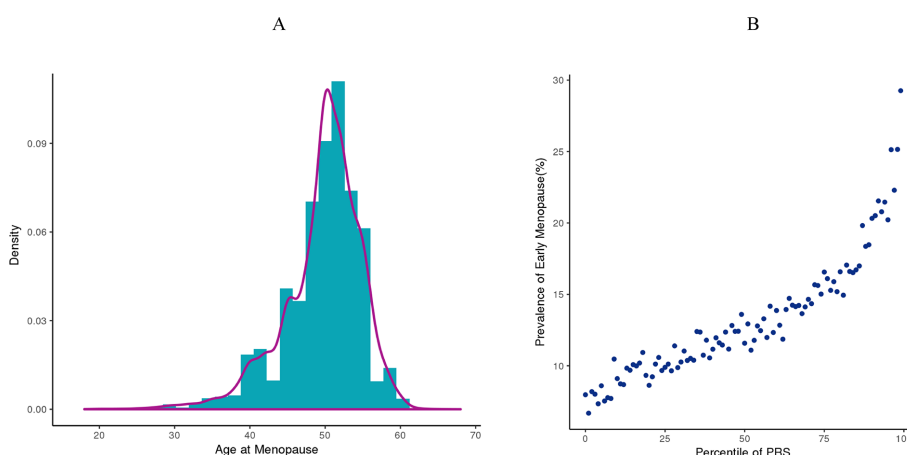 A
B
Density
0.09
0.06
0.03
0.00
20 30 40 50 60 70
Age at Menopause
Prevalence of Early Menopause(%)
30
25
20
15
10
0 25 50 75 10
Percentile of PRS